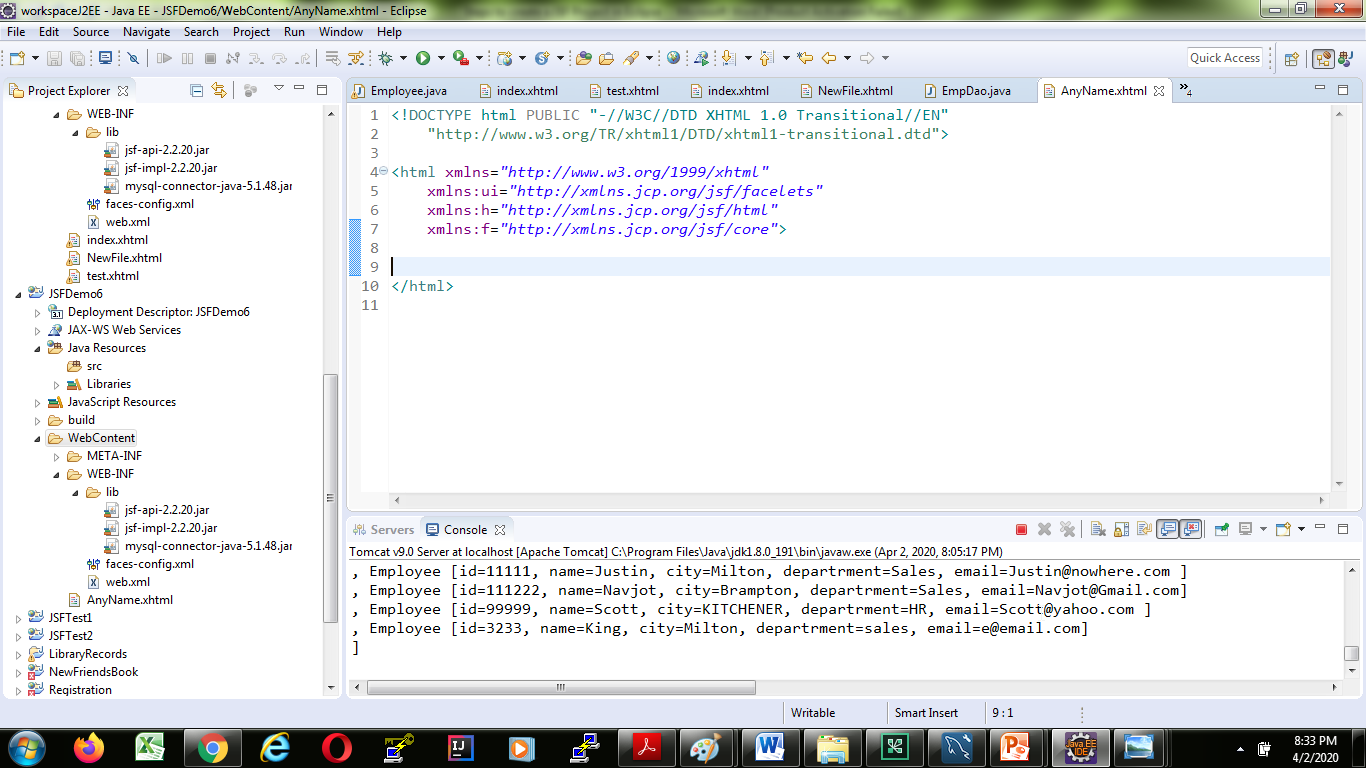 workspaceJ2EE - Java EE - JSFDemo6/WebContent/AnyName.xhtml - Eclipse
File Edit Source Navigate Search Project Run Window Help
Quick Access
Project Explorer
WEB-INF
lib
jsf-api-2.2.20.jar
jsf-impl-2.2.20.jar
mysql-connector-java-5.1.48.jar
faces-config.xml
web.xml
index.xhtml
NewFile.xhtml
test.xhtml
JSFDemo6
Deployment Descriptor: JSFDemo6
JAX-WS Web Services
Java Resources
src
Libraries
JavaScript Resources
build
WebContent
META-INF
WEB-INF
lib
jsf-api-2.2.20.jar
jsf-impl-2.2.20.jar
mysql-connector-java-5.1.48.jar
faces-config.xml
web.xml
AnyName.xhtml
JSFTest1
JSFTest2
LibraryRecords
NewFriendsBook
Registration
Employee.java index.xhtml test.xhtml index.xhtml NewFile.xhtml EmpDao.java AnyName.xhtml »4
1 <!DOCTYPE html PUBLIC "-//W3C//DTD XHTML 1.0 Transitional//EN"
2 "http://www.w3.org/TR/xhtml1/DTD/xhtml1-transitional.dtd">
3
4 <html xmlns="http://www.w3.org/1999/xhtml"
5 xmlns:ui="http://xmlns.jcp.org/jsf/facelets"
6 xmlns:h="http://xmlns.jcp.org/jsf/html"
7 xmlns:f="http://xmlns.jcp.org/jsf/core">
8
9
10 </html>
11
Servers Console
Tomcat v9.0 Server at localhost [Apache Tomcat] C:\Program Files\Java\jdk1.8.0_191\bin\javaw.exe (Apr 2, 2020, 8:05:17 PM)
, Employee [id=11111, name=Justin, city=Milton, departrment=Sales, email=Justin@nowhere.com ]
, Employee [id=111222, name=Navjot, city=Brampton, departrment=Sales, email=Navjot@Gmail.com]
, Employee [id=99999, name=Scott, city=KITCHENER, departrment=HR, email=Scott@yahoo.com ]
, Employee [id=3233, name=King, city=Milton, departrment=sales, email=e@email.com]
]
Writable Smart Insert 9 : 1
8:33 PM
4/2/2020